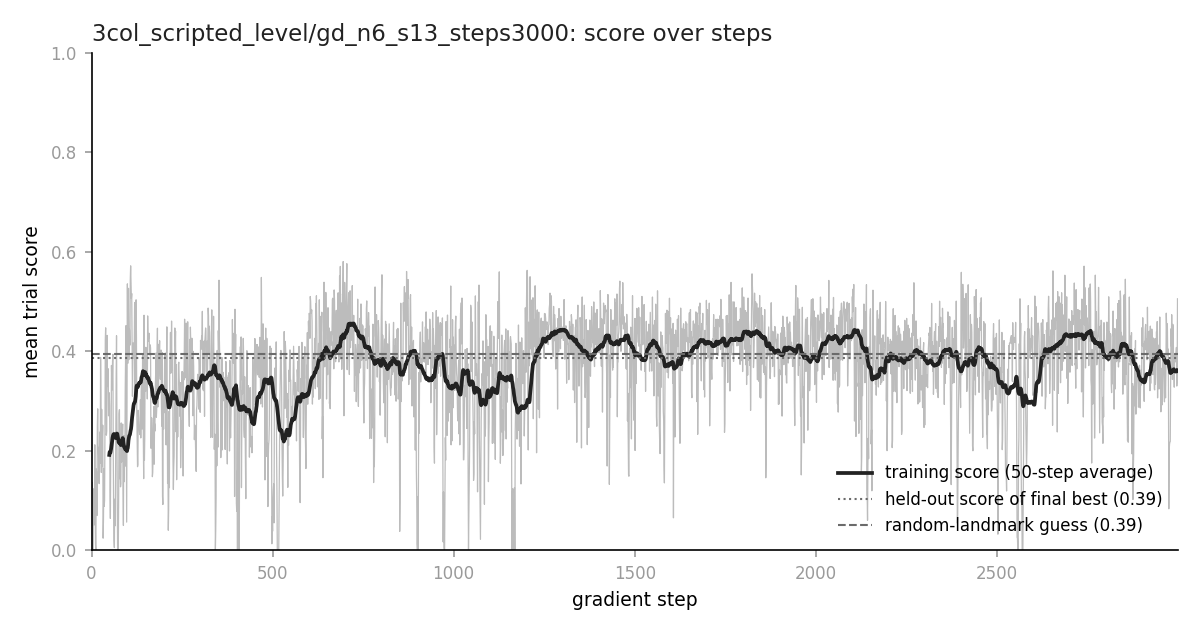 3col_scripted_level/gd_n6_s13_steps3000: score over steps
1.0
0.8
0.6
0.4
0.2
0.0
mean trial score
training score (50-step average)
held-out score of final best (0.39)
random-landmark guess (0.39)
0
500
1000
1500
2000
2500
gradient step